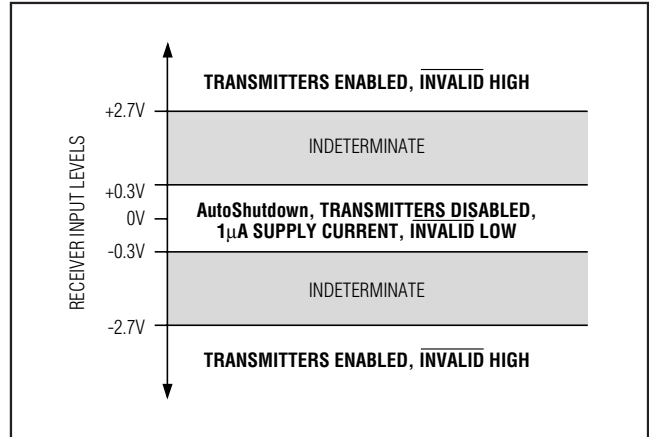 TRANSMITTERS ENABLED, INVALID HIGH
+2.7V
INDETERMINATE
RECEIVER INPUT LEVELS
+0.3V
AutoShutdown, TRANSMITTERS DISABLED,
0V
1μA SUPPLY CURRENT, INVALID LOW
-0.3V
INDETERMINATE
-2.7V
TRANSMITTERS ENABLED, INVALID HIGH